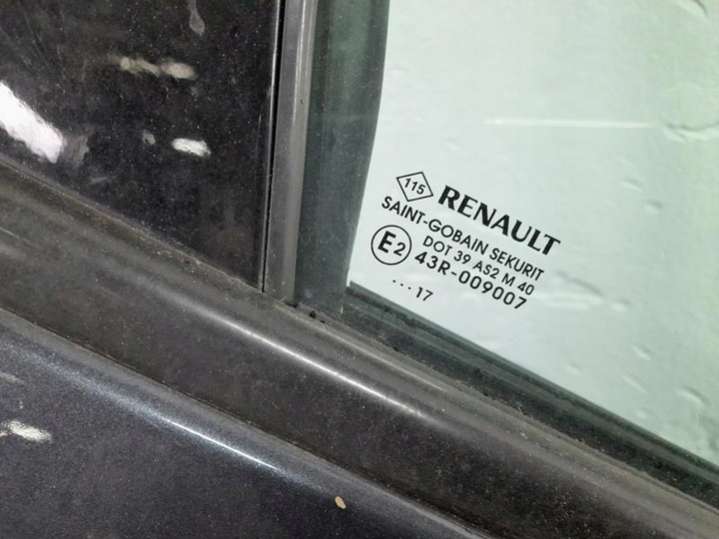 115 RENAULT
SAINT-GOBAIN SEKURIT
DOT 39 AS2 M 40
E2 43R-009007
...17